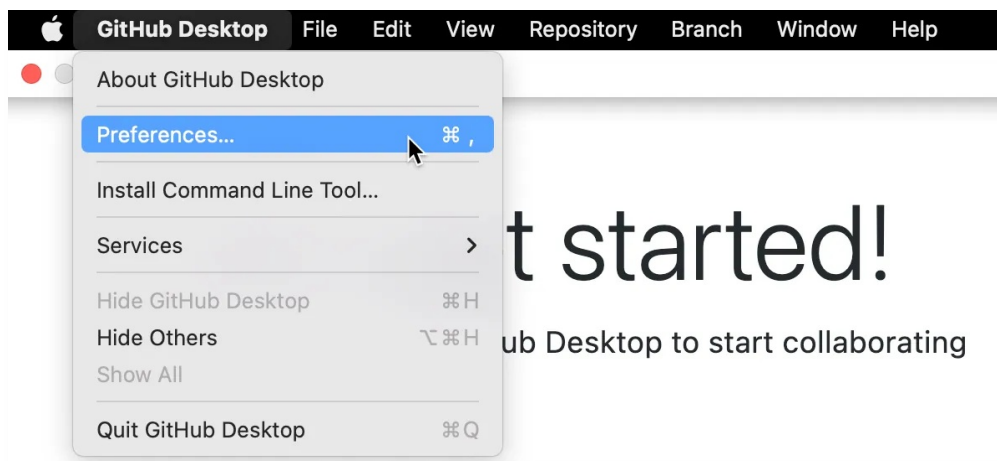 GitHub Desktop File Edit View Repository Branch Window Help
About GitHub Desktop
Preferences... ⌘ ,
Install Command Line Tool...
Services
t started!
Hide GitHub Desktop ⌘H
Hide Others ⌥⌘H
ub Desktop to start collaborating
Show All
Quit GitHub Desktop ⌘Q